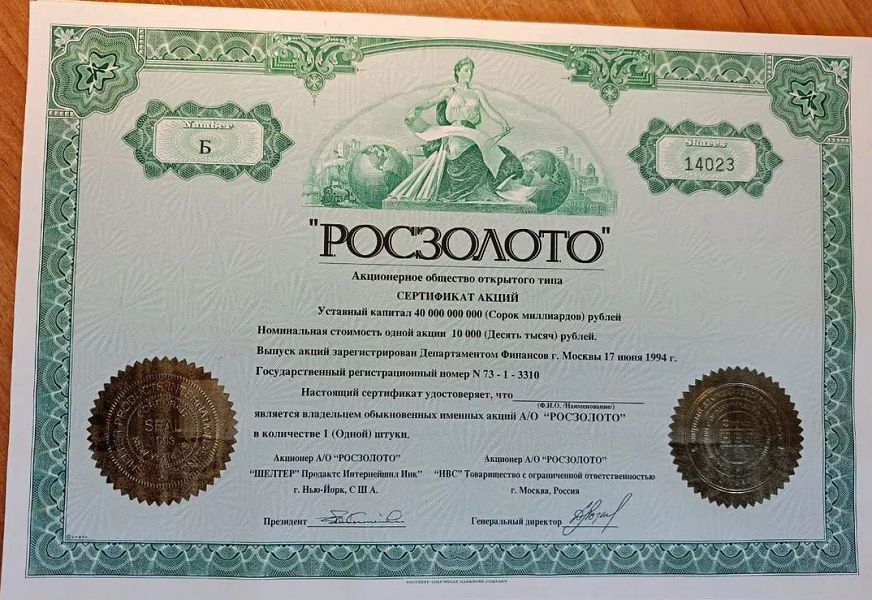 Number
Б
Shares
14023
"РОСЗОЛОТО"
Акционерное общество открытого типа
СЕРТИФИКАТ АКЦИЙ
Уставный капитал 40 000 000 000 (Сорок миллиардов) рублей
Номинальная стоимость одной акции 10 000 (Десять тысяч) рублей.
Выпуск акций зарегистрирован Департаментом Финансов г. Москвы 17 июня 1994 г.
Государственный регистрационный номер N 73 - 1 - 3310
Настоящий сертификат удостоверяет, что
(Ф.И.О. /Наименование)
является владельцем обыкновенных именных акций А/О "РОСЗОЛОТО"
в количестве 1 (Одной) штуки.
Акционер А/О "РОСЗОЛОТО" Акционер А/О "РОСЗОЛОТО"
"ШЕЛТЕР" Продактс Интернейшнл Инк" "НВС" Товарищество с ограниченной ответственностью
г. Нью-Йорк, С Ш А. г. Москва, Россия
Президент Генеральный директор
SEAL